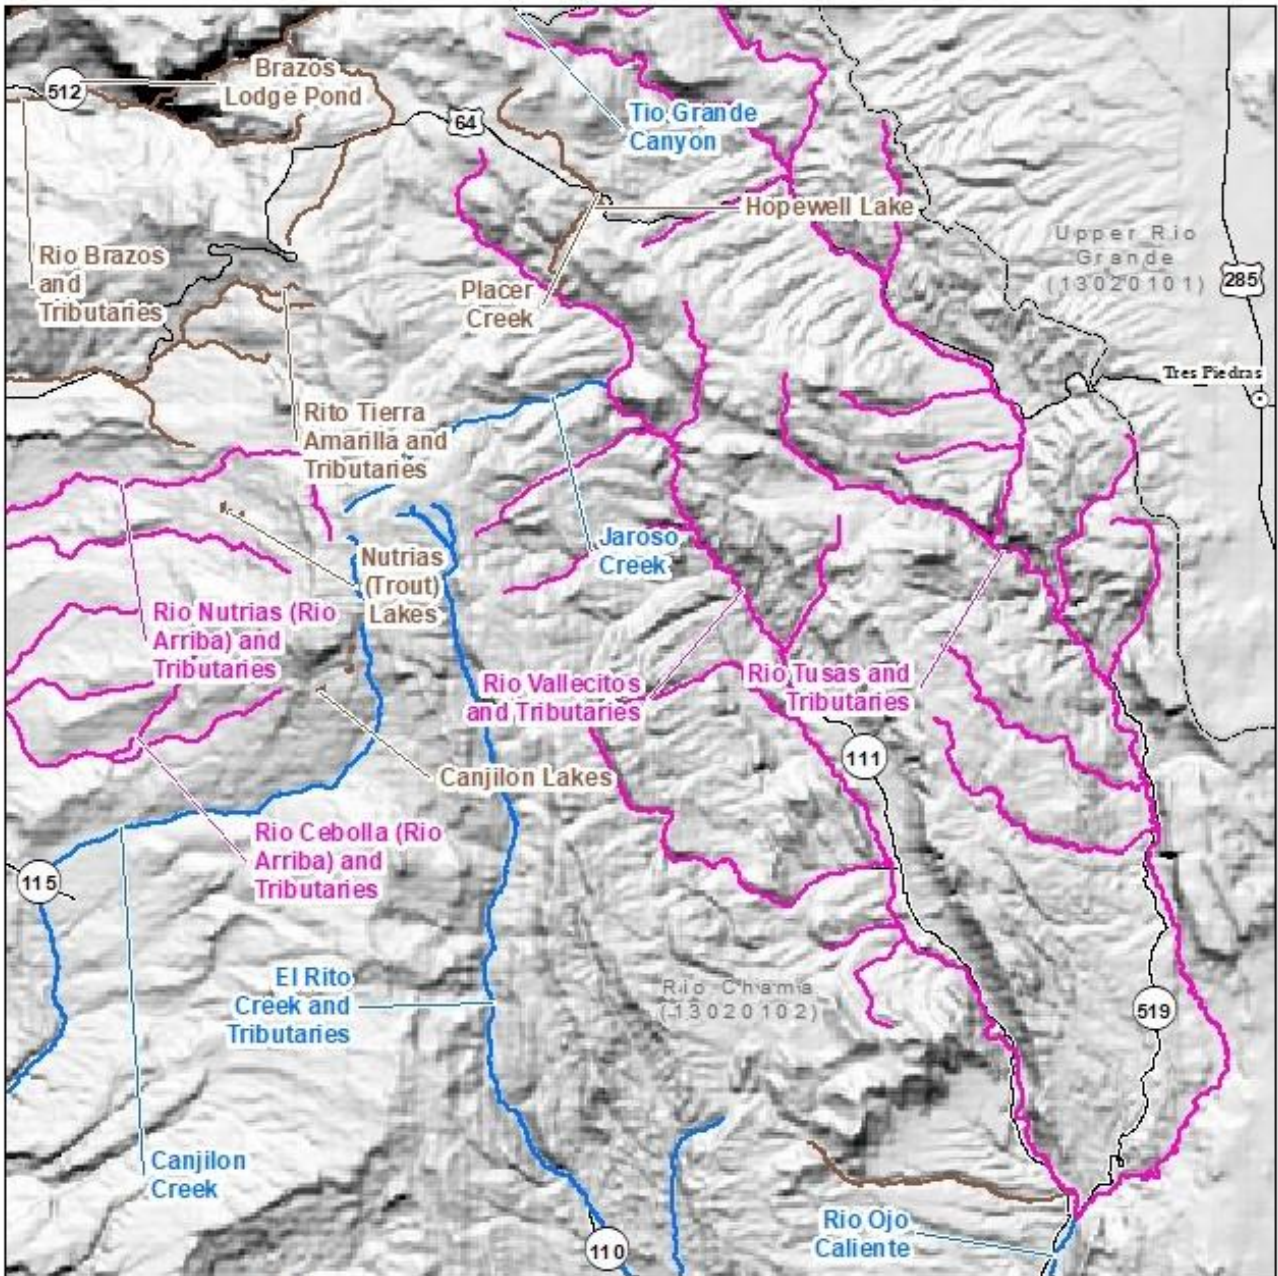 Brazos
Lodge Pond
512
64
Tio Grande
Canyon
Hopewell Lake
Upper Rio
Grande
(13020101)
285
Rio Brazos
and
Tributaries
Placer
Creek
Tres Piedras
Rito Tierra
Amarilla and
Tributaries
Jaroso
Creek
Nutrias
(Trout)
Lakes
Rio Nutrias (Rio
Arriba) and
Tributaries
Rio Vallecitos
and Tributaries
Rio Tusas and
Tributaries
111
Canjilon Lakes
Rio Cebolla (Rio
Arriba) and
Tributaries
115
El Rito
Creek and
Tributaries
Rio Chama
(13020102)
519
Canjilon
Creek
Rio Ojo
Caliente
110